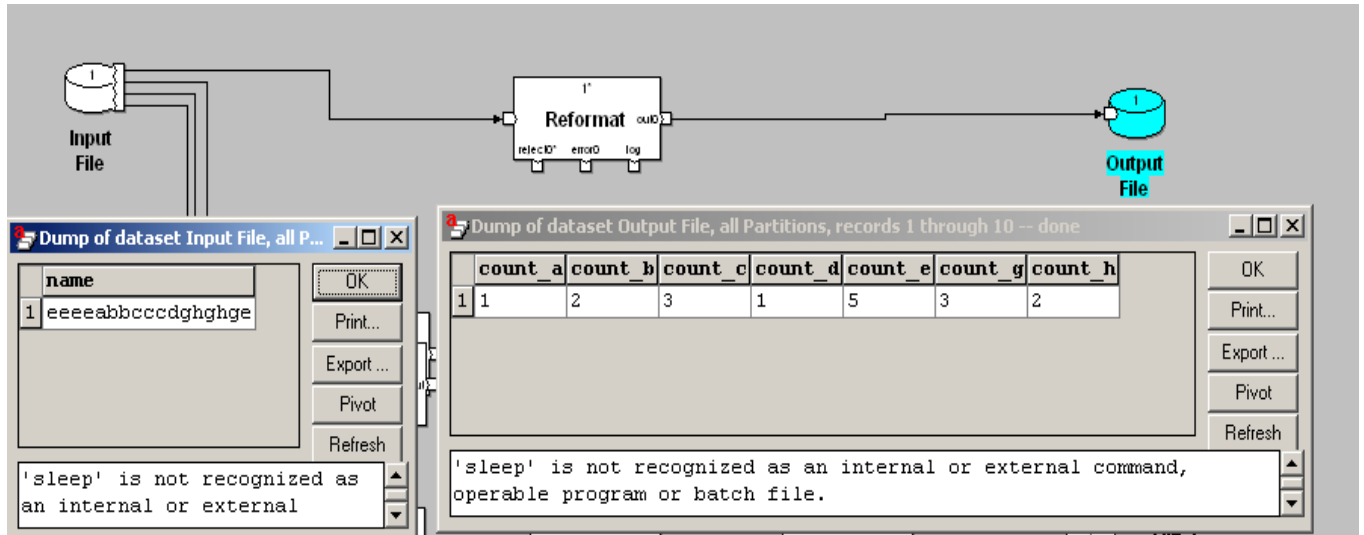 1
Input
File
1*
Reformat
out0
reject0*
error0
log
1
Output
File
Dump of dataset Input File, all P...
name
1 eeeeabbcccdghghge
OK
Print...
Export ...
Pivot
Refresh
'sleep' is not recognized as
an internal or external
Dump of dataset Output File, all Partitions, records 1 through 10 -- done
count_a count_b count_c count_d count_e count_g count_h
1 1 2 3 1 5 3 2
OK
Print...
Export ...
Pivot
Refresh
'sleep' is not recognized as an internal or external command,
operable program or batch file.